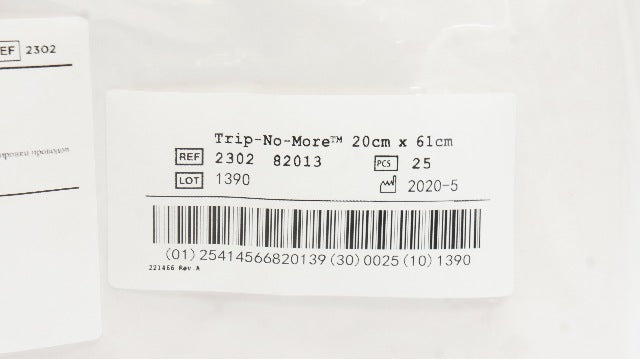 REF 2302
Trip-No-More™ 20cm x 61cm
REF 2302 82013 PCS 25
LOT 1390 2020-5
(01)25414566820139(30)0025(10)1390
221466 Rev.A